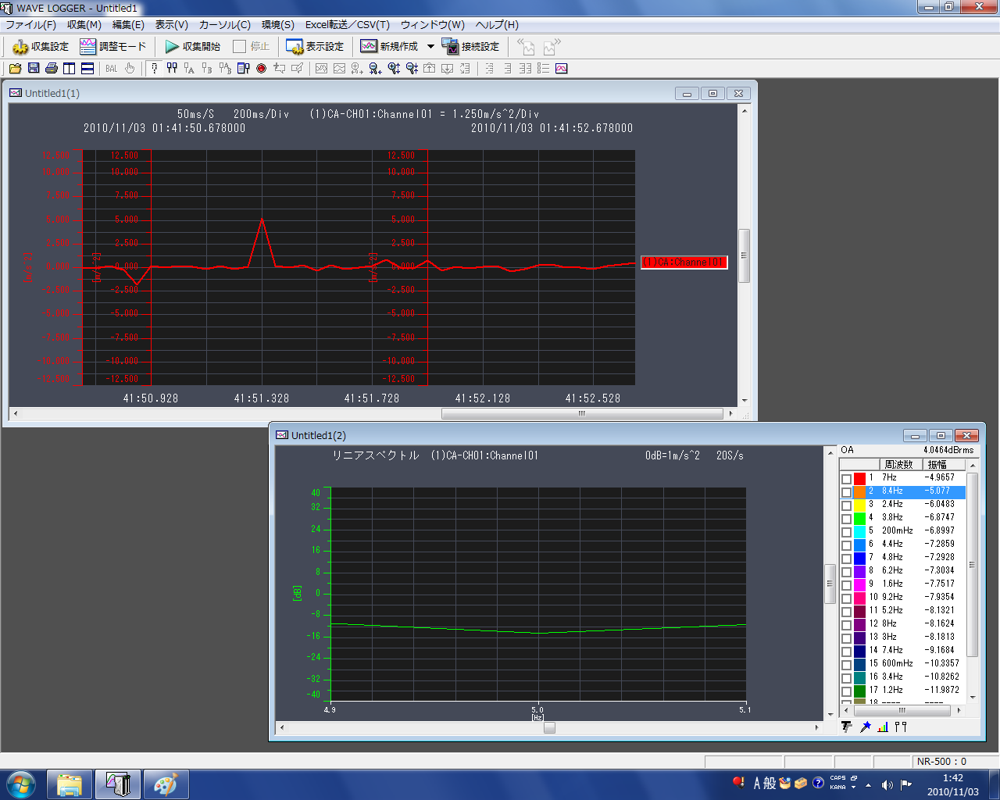 WAVE LOGGER - Untitled1
ファイル(F) 収集(M) 編集(E) 表示(V) カーソル(C) 環境(S) Excel転送／CSV(T) ウィンドウ(W) ヘルプ(H)
収集設定 調整モード 収集開始 停止 表示設定 新規作成 接続設定
BAL
Untitled1(1)
50ms/S 200ms/Div (1)CA-CH01:Channel01 = 1.250m/s^2/Div
2010/11/03 01:41:50.678000 2010/11/03 01:41:52.678000
12.500 12.500 12.500
10.000 10.000 10.000
7.500 7.500 7.500
5.000 5.000 5.000
2.500 2.500 2.500
0.000 0.000 0.000
[m/s^2] [m/s^2] [m/s^2]
(1)CA:Channel01
-2.500 -2.500 -2.500
-5.000 -5.000 -5.000
-7.500 -7.500 -7.500
-10.000 -10.000 -10.000
-12.500 -12.500 -12.500
41:50.928 41:51.328 41:51.728 41:52.128 41:52.528
Untitled1(2)
リニアスペクトル (1)CA-CH01:Channel01 0dB=1m/s^2 20S/s
40
32
24
16
8
0
[dB]
-8
-16
-24
-32
-40
4.9 5.0 5.1
[Hz]
OA 4.0464dBrms
周波数 振幅
1 7Hz -4.9657
2 8.4Hz -5.077
3 2.4Hz -6.0483
4 3.8Hz -6.8747
5 200mHz -6.8997
6 4.4Hz -7.2859
7 4.8Hz -7.2928
8 6.2Hz -7.3034
9 1.6Hz -7.7517
10 9.2Hz -7.9354
11 5.2Hz -8.1321
12 8Hz -8.1624
13 3Hz -8.1813
14 7.4Hz -9.1684
15 600mHz -10.3357
16 3.4Hz -10.8262
17 1.2Hz -11.9872
18 ---- ----
NR-500 : 0
A 般 CAPS KANA
1:42
2010/11/03